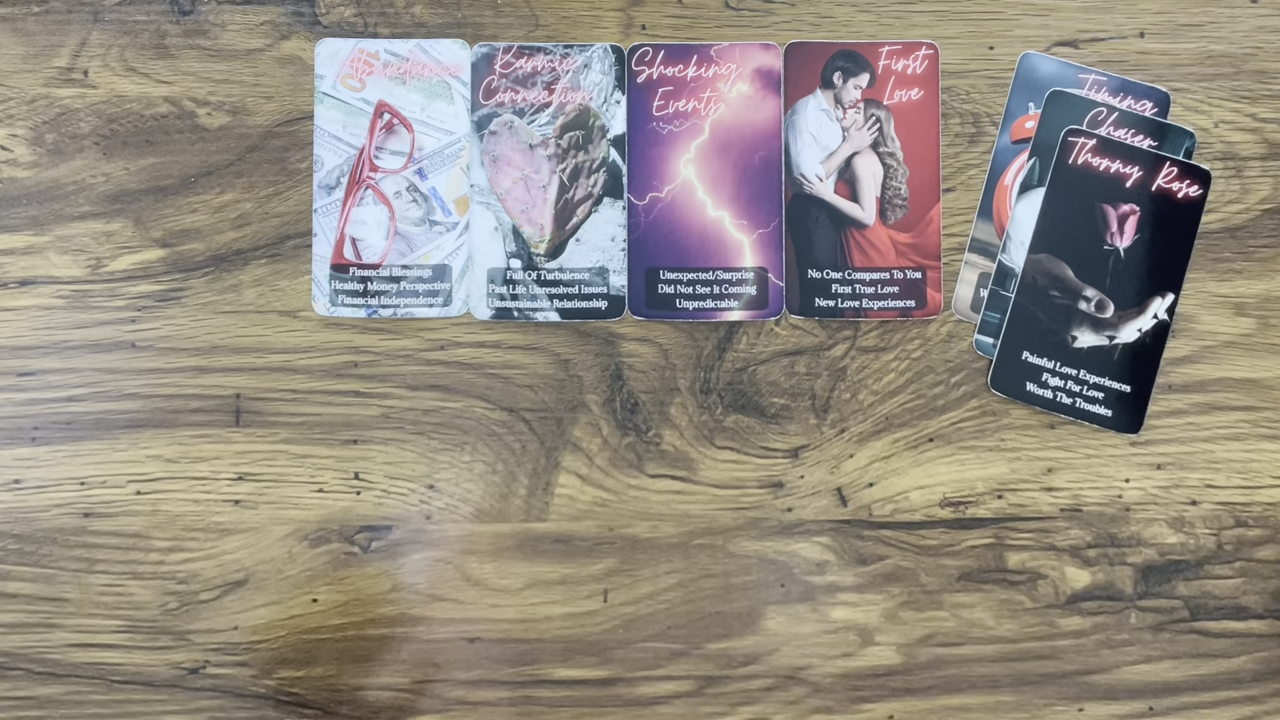 Abundance
Financial Blessings
Healthy Money Perspective
Financial Independence
Karmic
Connection
Full Of Turbulence
Past Life Unresolved Issues
Unsustainable Relationship
Shocking
Events
Unexpected/Surprise
Did Not See It Coming
Unpredictable
First
Love
No One Compares To You
First True Love
New Love Experiences
Timing
Chaser
Thorny Rose
Painful Love Experiences
Fight For Love
Worth The Troubles